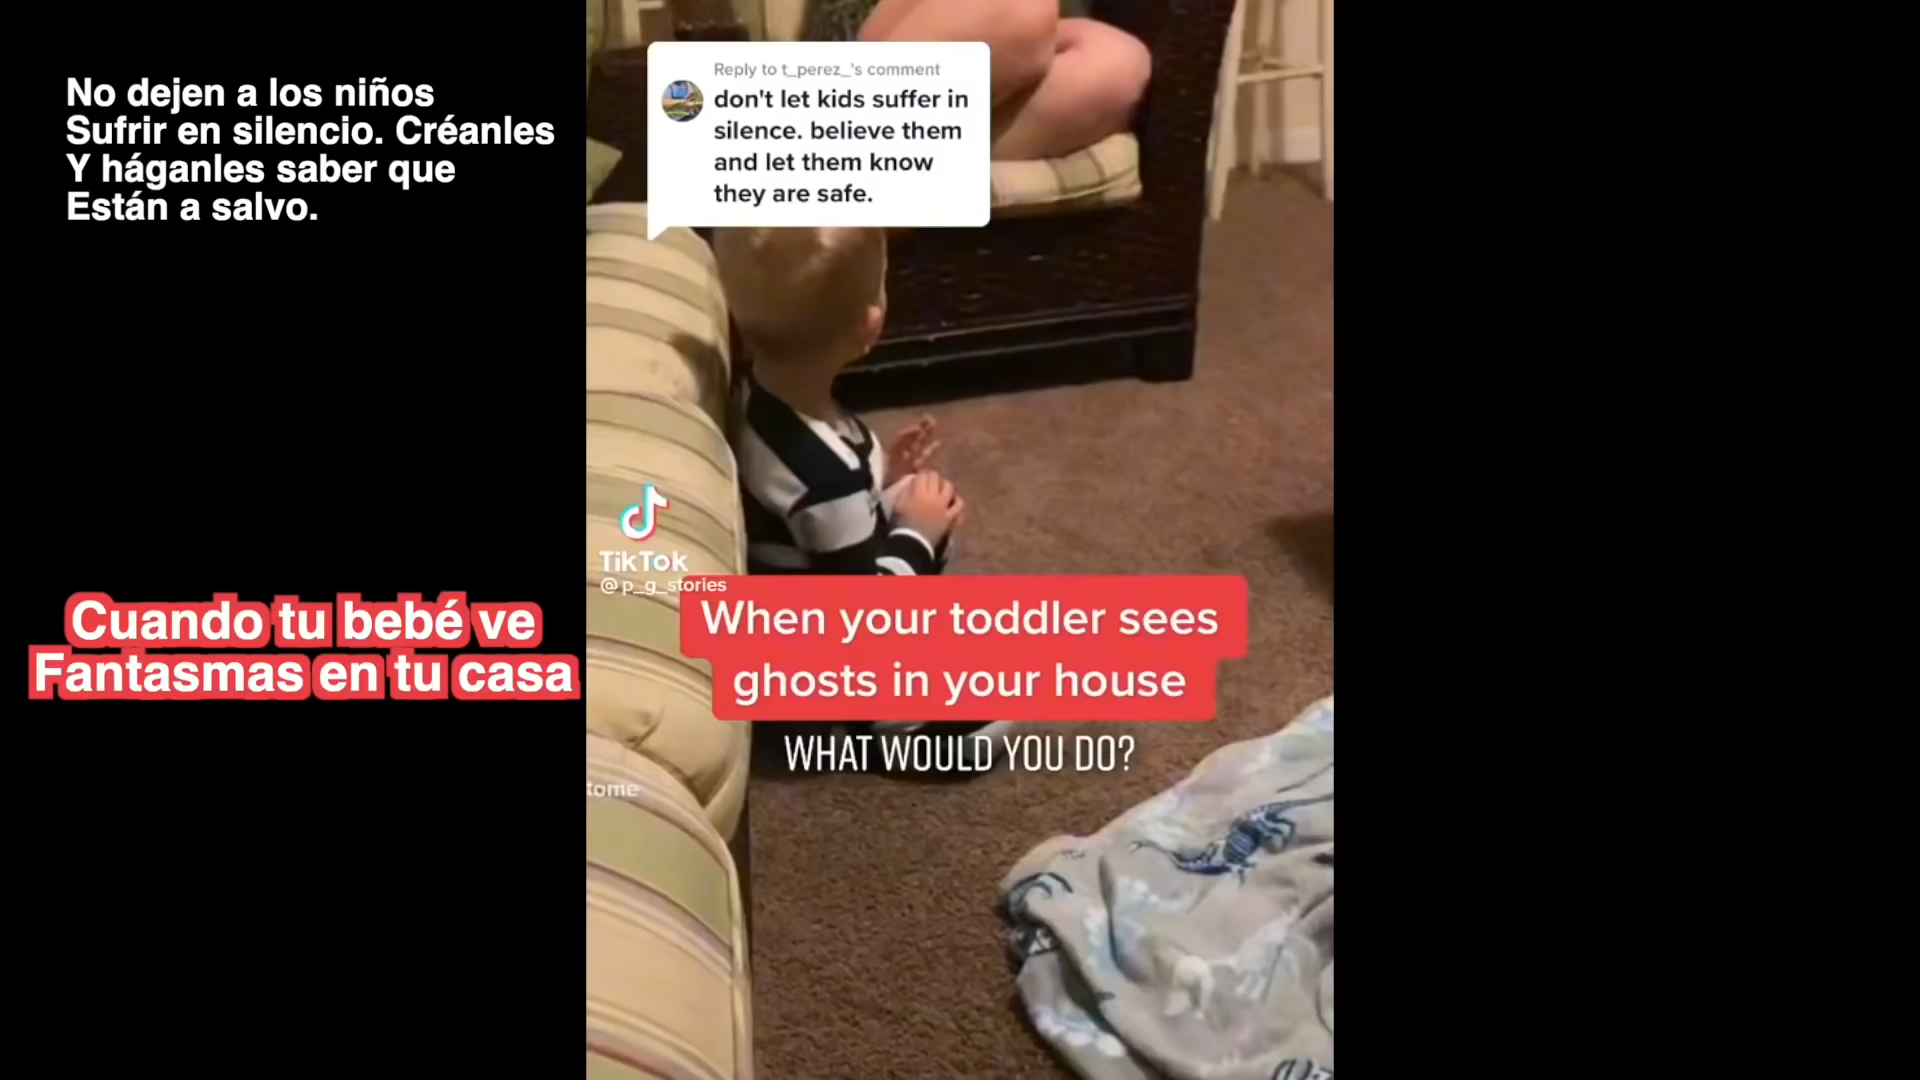 No dejen a los niños
Sufrir en silencio. Créanles
Y háganles saber que
Están a salvo.
Reply to t_perez_'s comment
don't let kids suffer in
silence. believe them
and let them know
they are safe.
TikTok
@p_g_stories
Cuando tu bebé ve
Fantasmas en tu casa
When your toddler sees
ghosts in your house
WHAT WOULD YOU DO?
tome